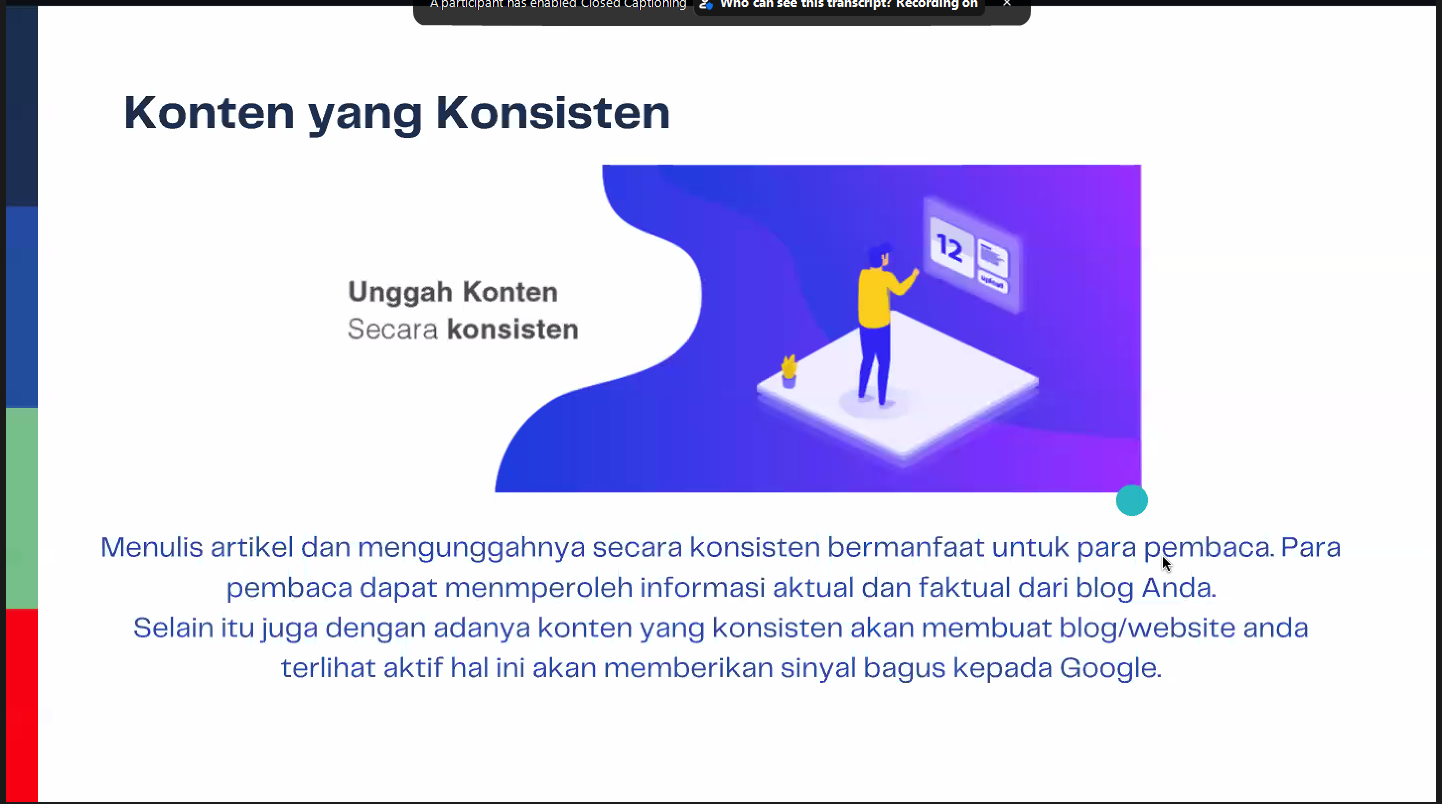 A participant has enabled Closed Captioning Who can see this transcript? Recording on
Konten yang Konsisten
12
upload
Unggah Konten
Secara konsisten
Menulis artikel dan mengunggahnya secara konsisten bermanfaat untuk para pembaca. Para
pembaca dapat menmperoleh informasi aktual dan faktual dari blog Anda.
Selain itu juga dengan adanya konten yang konsisten akan membuat blog/website anda
terlihat aktif hal ini akan memberikan sinyal bagus kepada Google.